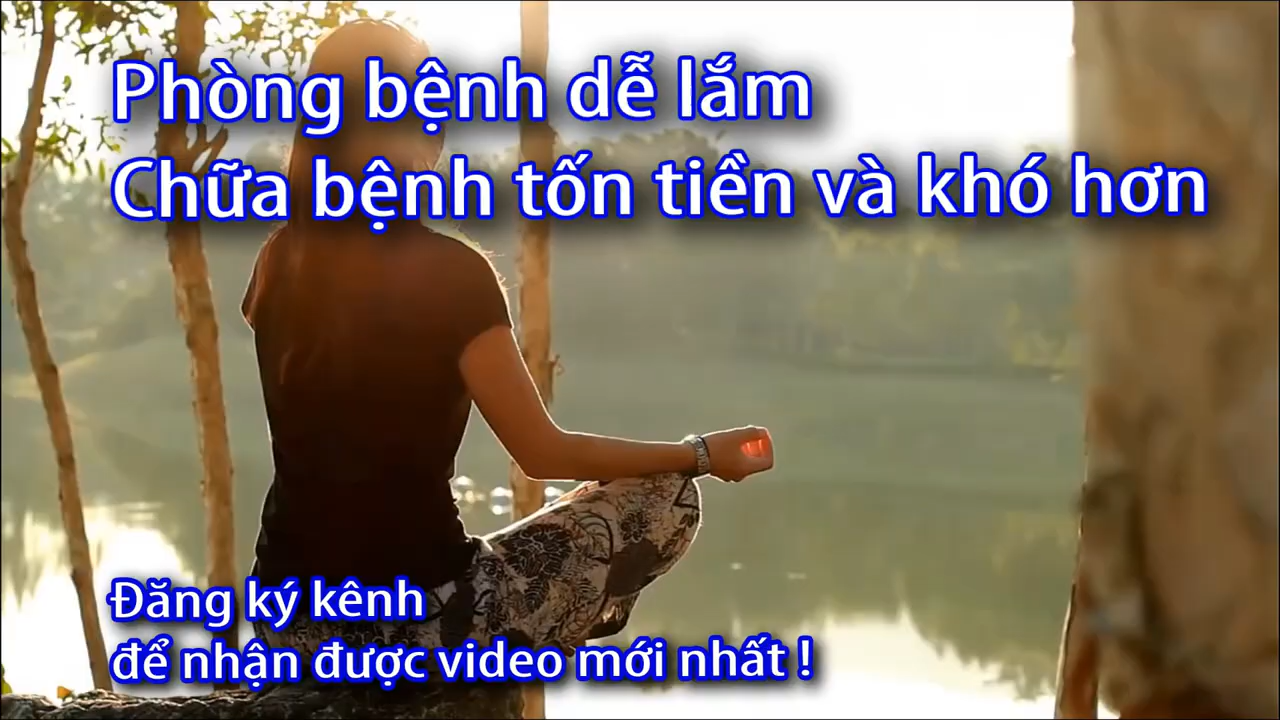 Phòng bệnh dễ lắm
Chữa bệnh tốn tiền và khó hơn
Đăng ký kênh
để nhận được video mới nhất !